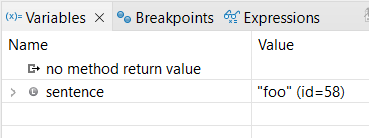 (x)= Variables Breakpoints Expressions
Name Value
no method return value
sentence "foo" (id=58)